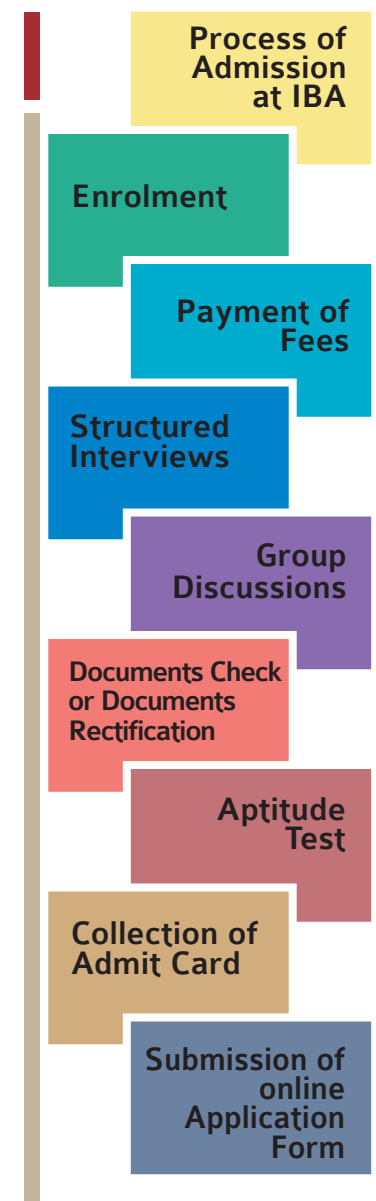 Process of
Admission
at IBA
Enrolment
Payment of
Fees
Structured
Interviews
Group
Discussions
Documents Check
or Documents
Rectification
Aptitude
Test
Collection of
Admit Card
Submission of
online
Application
Form